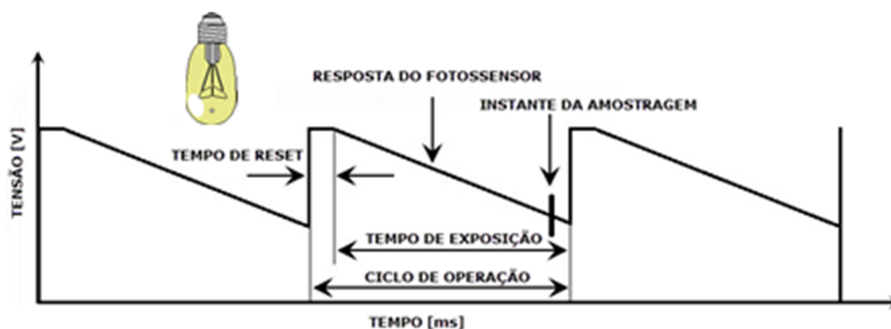 RESPOSTA DO FOTOSSENSOR
INSTANTE DA AMOSTRAGEM
TEMPO DE RESET
TENSÃO [V]
TEMPO DE EXPOSIÇÃO
CICLO DE OPERAÇÃO
TEMPO [ms]